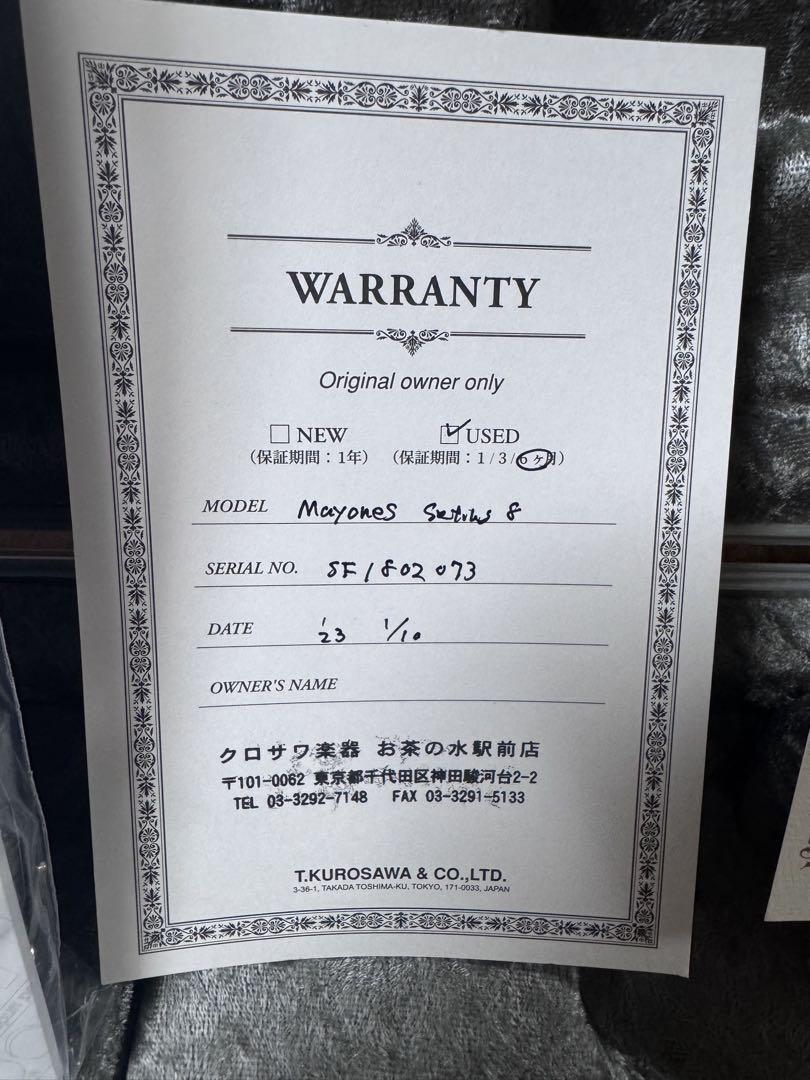 WARRANTY
Original owner only
□ NEW ☑ USED
（保証期間：1年） （保証期間：1 / 3 / 6ヶ月）
MODEL Mayones 8
SERIAL NO. SF1802073
DATE '23 1/10
OWNER'S NAME
クロサワ楽器 お茶の水駅前店
〒101-0062 東京都千代田区神田駿河台2-2
TEL 03-3292-7148 FAX 03-3291-5133
T.KUROSAWA & CO.,LTD.
3-36-1, TAKADA TOSHIMA-KU, TOKYO, 171-0033, JAPAN